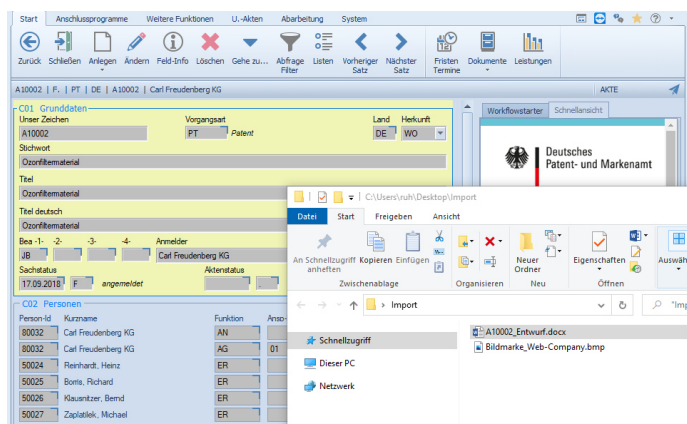 Start Anschlussprogramme Weitere Funktionen U.-Akten Abarbeitung System
Zurück Schließen Anlegen Ändern Feld-Info Löschen Gehe zu... Abfrage Filter Listen Vorheriger Satz Nächster Satz Fristen Termine Dokumente Leistungen
A10002 | F. | PT | DE | A10002 | Carl Freudenberg KG AKTE
C01 Grunddaten
Unser Zeichen Vorgangsart Land Herkunft
A10002 PT Patent DE WO
Stichwort
Ozonfiltermaterial
Titel
Ozonfiltermaterial
Titel deutsch
Ozonfiltermaterial
Bea -1- -2- -3- -4- Anmelder
JB Carl Freudenberg KG
Sachstatus Aktenstatus
17.09.2018 F angemeldet .
C02 Personen
Person-Id Kurzname Funktion
80032 Carl Freudenberg KG AN
80032 Carl Freudenberg KG AG 01
50024 Reinhardt, Heinz ER
50025 Bonts, Richard ER
50026 Klausnitzer, Bernd ER
50027 Zaplatilek, Michael ER
Workflowstarter Schnellansicht
Deutsches
Patent- und Markenamt
C:\Users\ruh\Desktop\Import
Datei Start Freigeben Ansicht
An Schnellzugriff anheften Kopieren Einfügen Neuer Ordner Eigenschaften Auswäh
Zwischenablage Organisieren Neu Öffnen
Import "Imp
Schnellzugriff
Dieser PC
Netzwerk
A10002_Entwurf.docx
Bildmarke_Web-Company.bmp